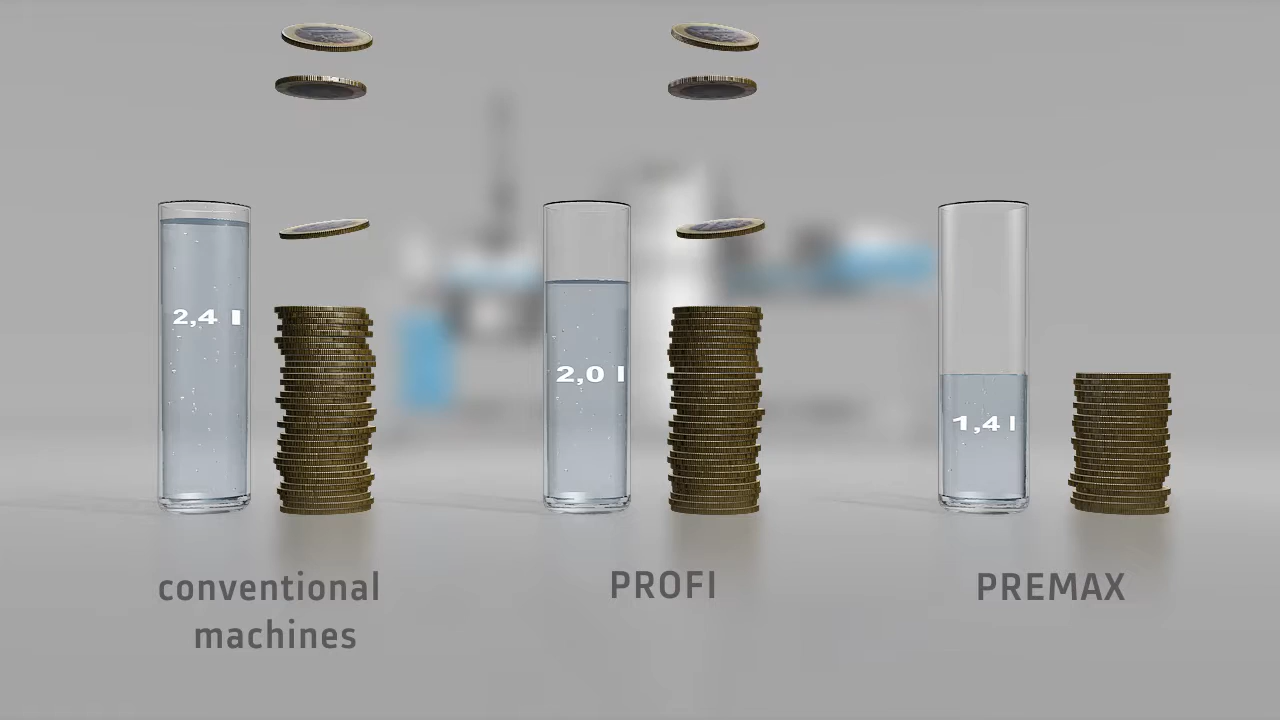 2,4 l
2,0 l
1,4 l
conventional
machines
PROFI
PREMAX